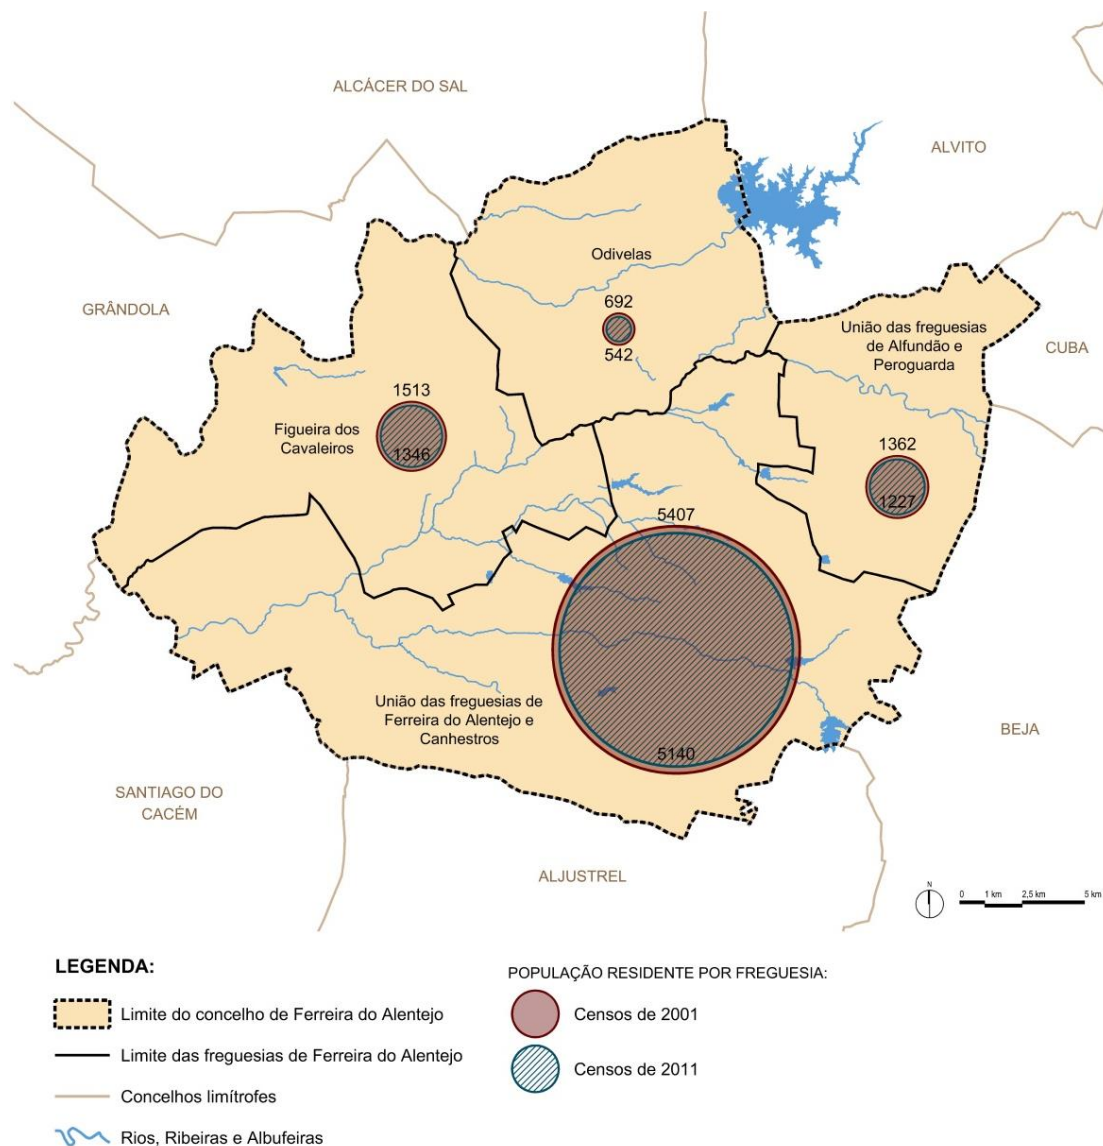 ALCÁCER DO SAL
ALVITO
Odivelas
GRÂNDOLA
692
542
União das freguesias
de Alfundão e
Peroguarda
CUBA
1513
Figueira dos
Cavaleiros
1346
1362
1227
5407
União das freguesias de
Ferreira do Alentejo e
Canhestros
5140
BEJA
SANTIAGO DO
CACÉM
ALJUSTREL
N
0 1 km 2,5 km 5 km
LEGENDA:
Limite do concelho de Ferreira do Alentejo
Limite das freguesias de Ferreira do Alentejo
Concelhos limítrofes
Rios, Ribeiras e Albufeiras
POPULAÇÃO RESIDENTE POR FREGUESIA:
Censos de 2001
Censos de 2011